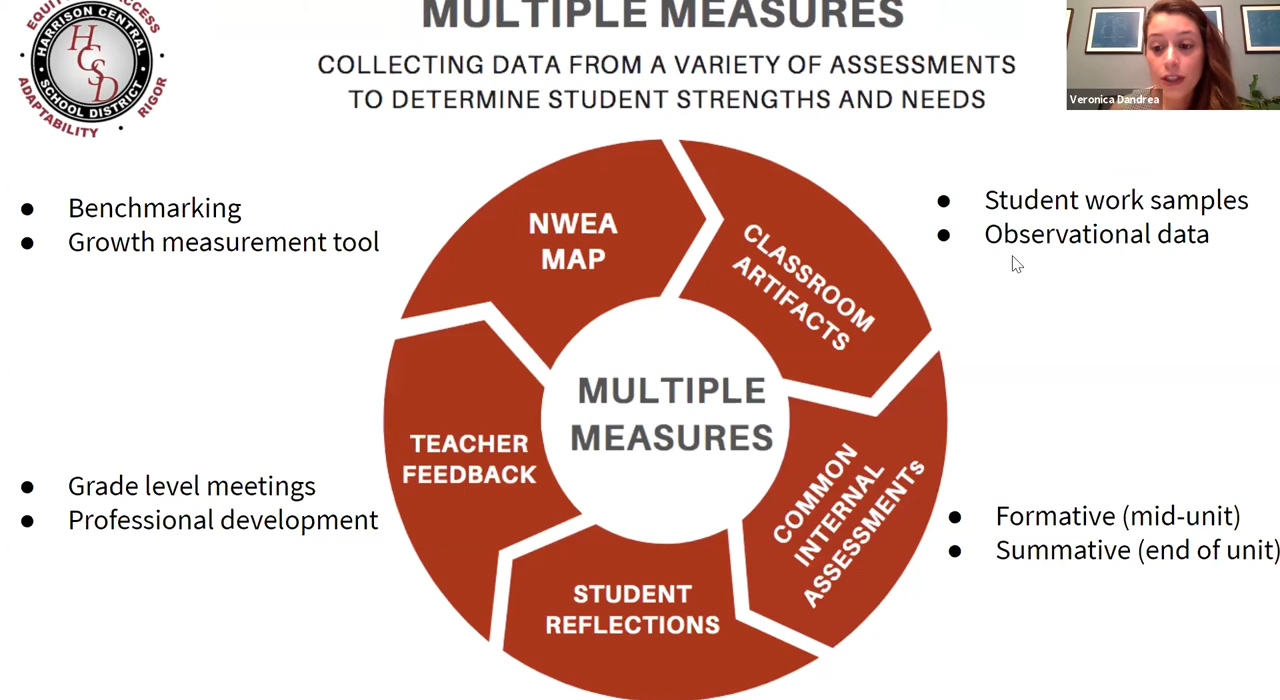 MULTIPLE MEASURES
COLLECTING DATA FROM A VARIETY OF ASSESSMENTS
TO DETERMINE STUDENT STRENGTHS AND NEEDS
HARRISON CENTRAL
SCHOOL DISTRICT
HCSD
ADAPTABILITY
RIGOR
Veronica Dandrea
Benchmarking
Growth measurement tool
NWEA
MAP
CLASSROOM
ARTIFACTS
Student work samples
Observational data
MULTIPLE
MEASURES
TEACHER
FEEDBACK
Grade level meetings
Professional development
COMMON
INTERNAL
ASSESSMENTs
Formative (mid-unit)
Summative (end of unit)
STUDENT
REFLECTIONS